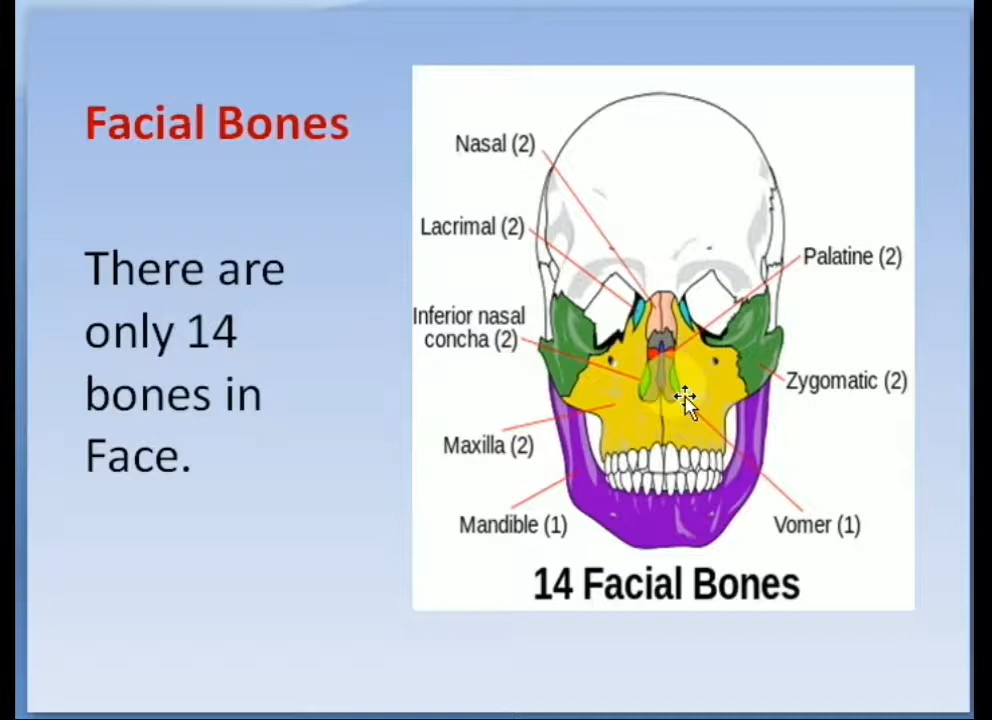 Facial Bones
There are
only 14
bones in
Face.
Nasal (2)
Lacrimal (2)
Palatine (2)
Inferior nasal
concha (2)
Zygomatic (2)
Maxilla (2)
Mandible (1)
Vomer (1)
14 Facial Bones